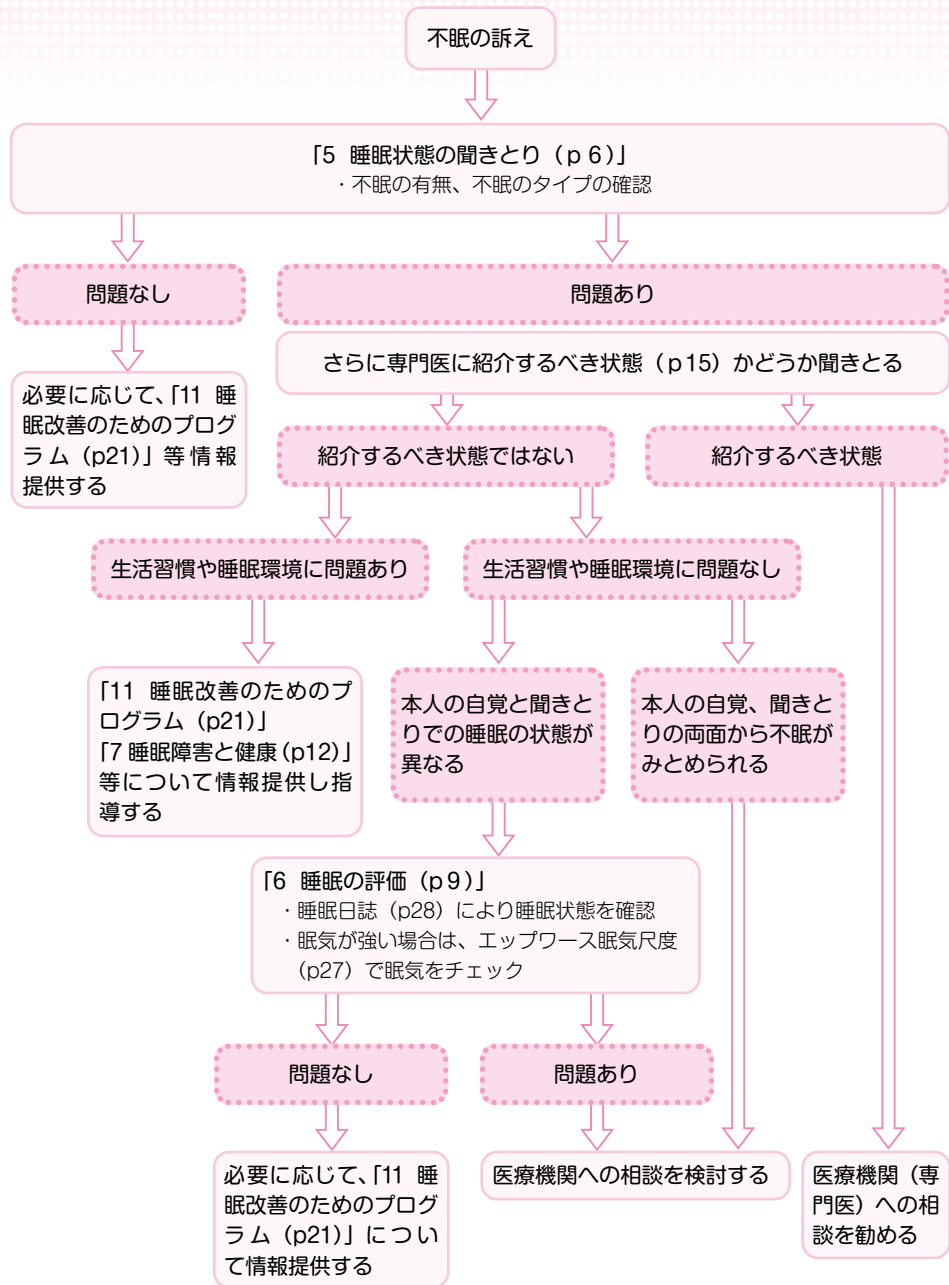 不眠の訴え
「5 睡眠状態の聞きとり（p 6）」
・不眠の有無、不眠のタイプの確認
問題なし
問題あり
さらに専門医に紹介するべき状態（p 15）かどうか聞きとる
必要に応じて、「11 睡
眠改善のためのプログ
ラム（p21）」等情報
提供する
紹介するべき状態ではない
紹介するべき状態
生活習慣や睡眠環境に問題あり
生活習慣や睡眠環境に問題なし
「11 睡眠改善のためのプ
ログラム（p21）」
「7 睡眠障害と健康（p12）」
等について情報提供し指
導する
本人の自覚と聞きと
りでの睡眠の状態が
異なる
本人の自覚、聞きと
りの両面から不眠が
みとめられる
「6 睡眠の評価（p 9）」
・睡眠日誌（p28）により睡眠状態を確認
・眠気が強い場合は、エップワース眠気尺度
（p27）で眠気をチェック
問題なし
問題あり
必要に応じて、「11 睡
眠改善のためのプログ
ラム（p21）」につい
て情報提供する
医療機関への相談を検討する
医療機関（専
門医）への相
談を勧める